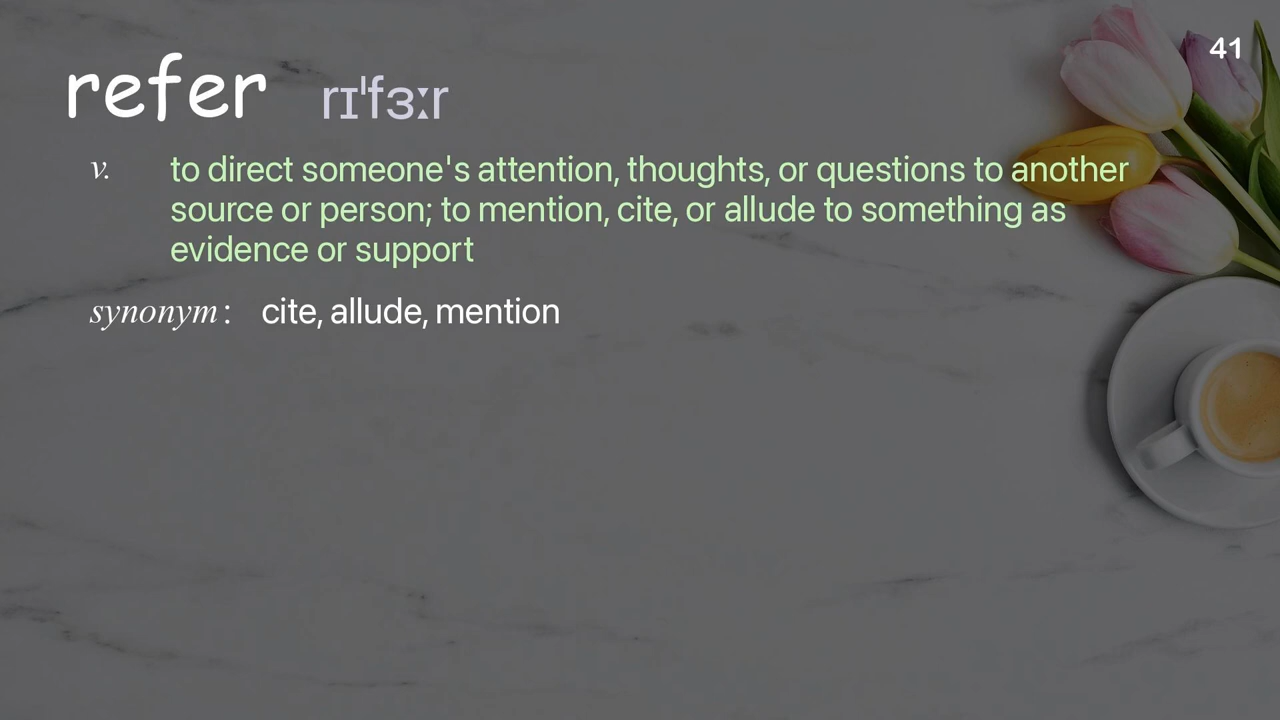 41
refer rɪˈfɜːr
v. to direct someone's attention, thoughts, or questions to another
source or person; to mention, cite, or allude to something as
evidence or support
synonym: cite, allude, mention